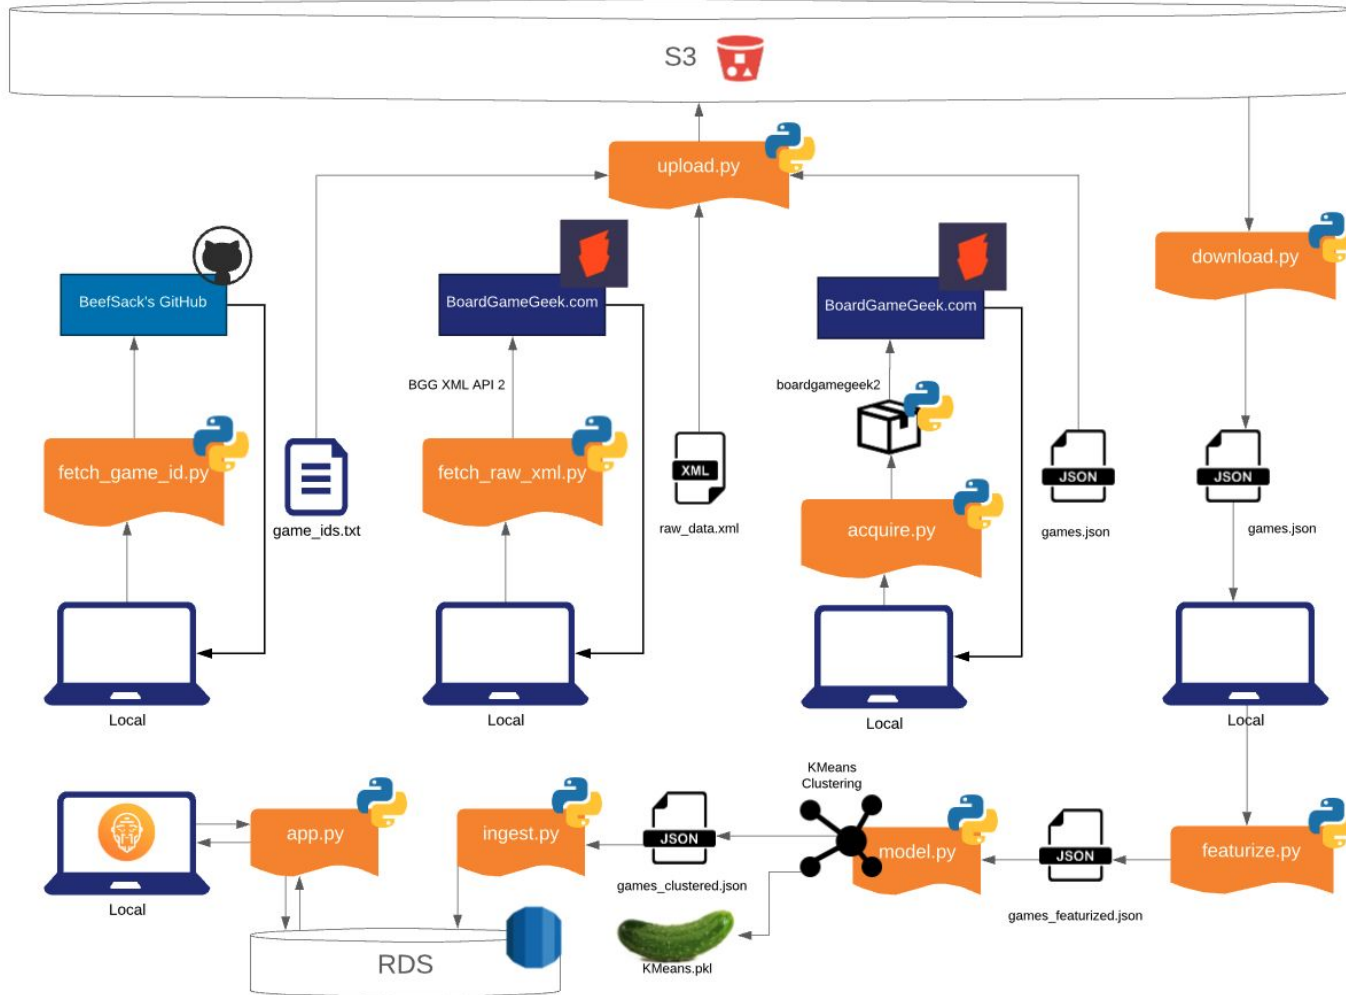 S3
upload.py
download.py
BeefSack's GitHub
BoardGameGeek.com
BoardGameGeek.com
BGG XML API 2
boardgamegeek2
fetch_game_id.py
game_ids.txt
fetch_raw_xml.py
XML
raw_data.xml
acquire.py
JSON
games.json
JSON
games.json
Local
Local
Local
Local
app.py
ingest.py
JSON
games_clustered.json
KMeans
Clustering
model.py
JSON
games_featurized.json
featurize.py
Local
RDS
KMeans.pkl